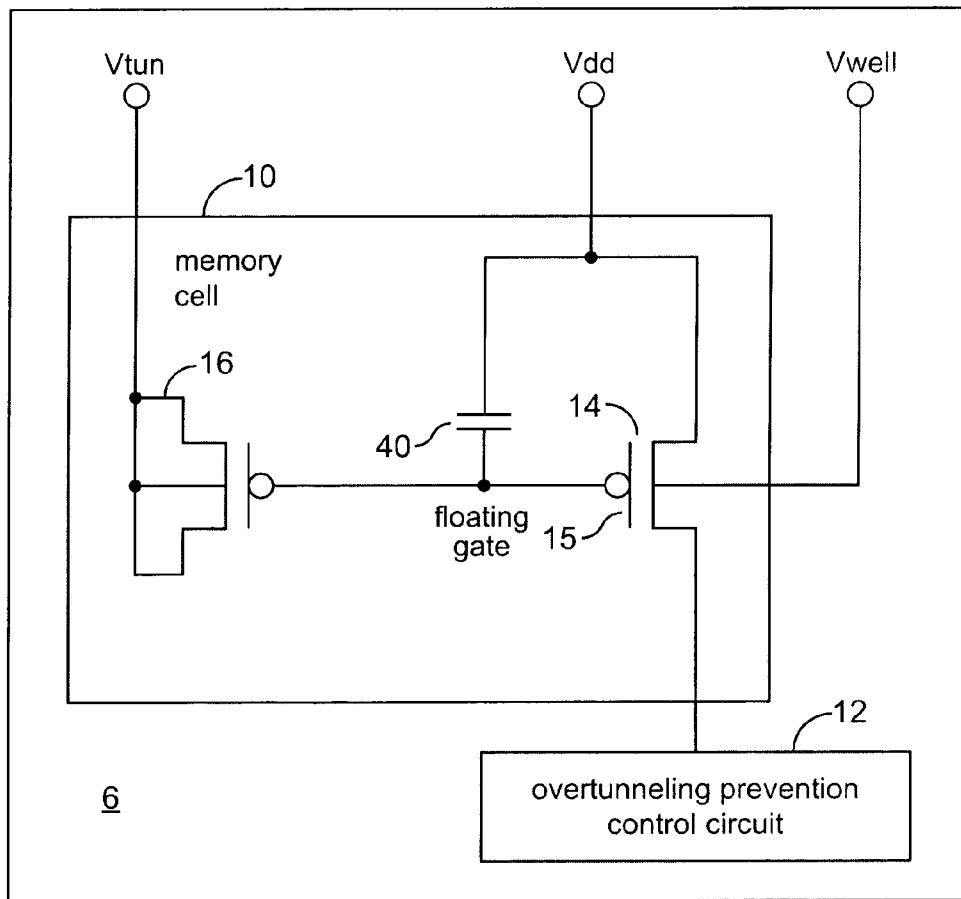 Vtun
Vdd
Vwell
10
memory
cell
16
14
40
floating
gate
15
12
6
overtunneling prevention
control circuit